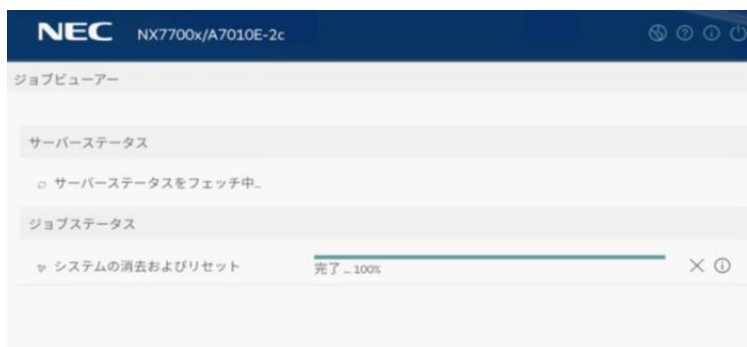 NEC NX7700x/A7010E-2c
ジョブビューアー
サーバーステータス
サーバーステータスをフェッチ中...
ジョブステータス
システムの消去およびリセット
完了 ... 100%